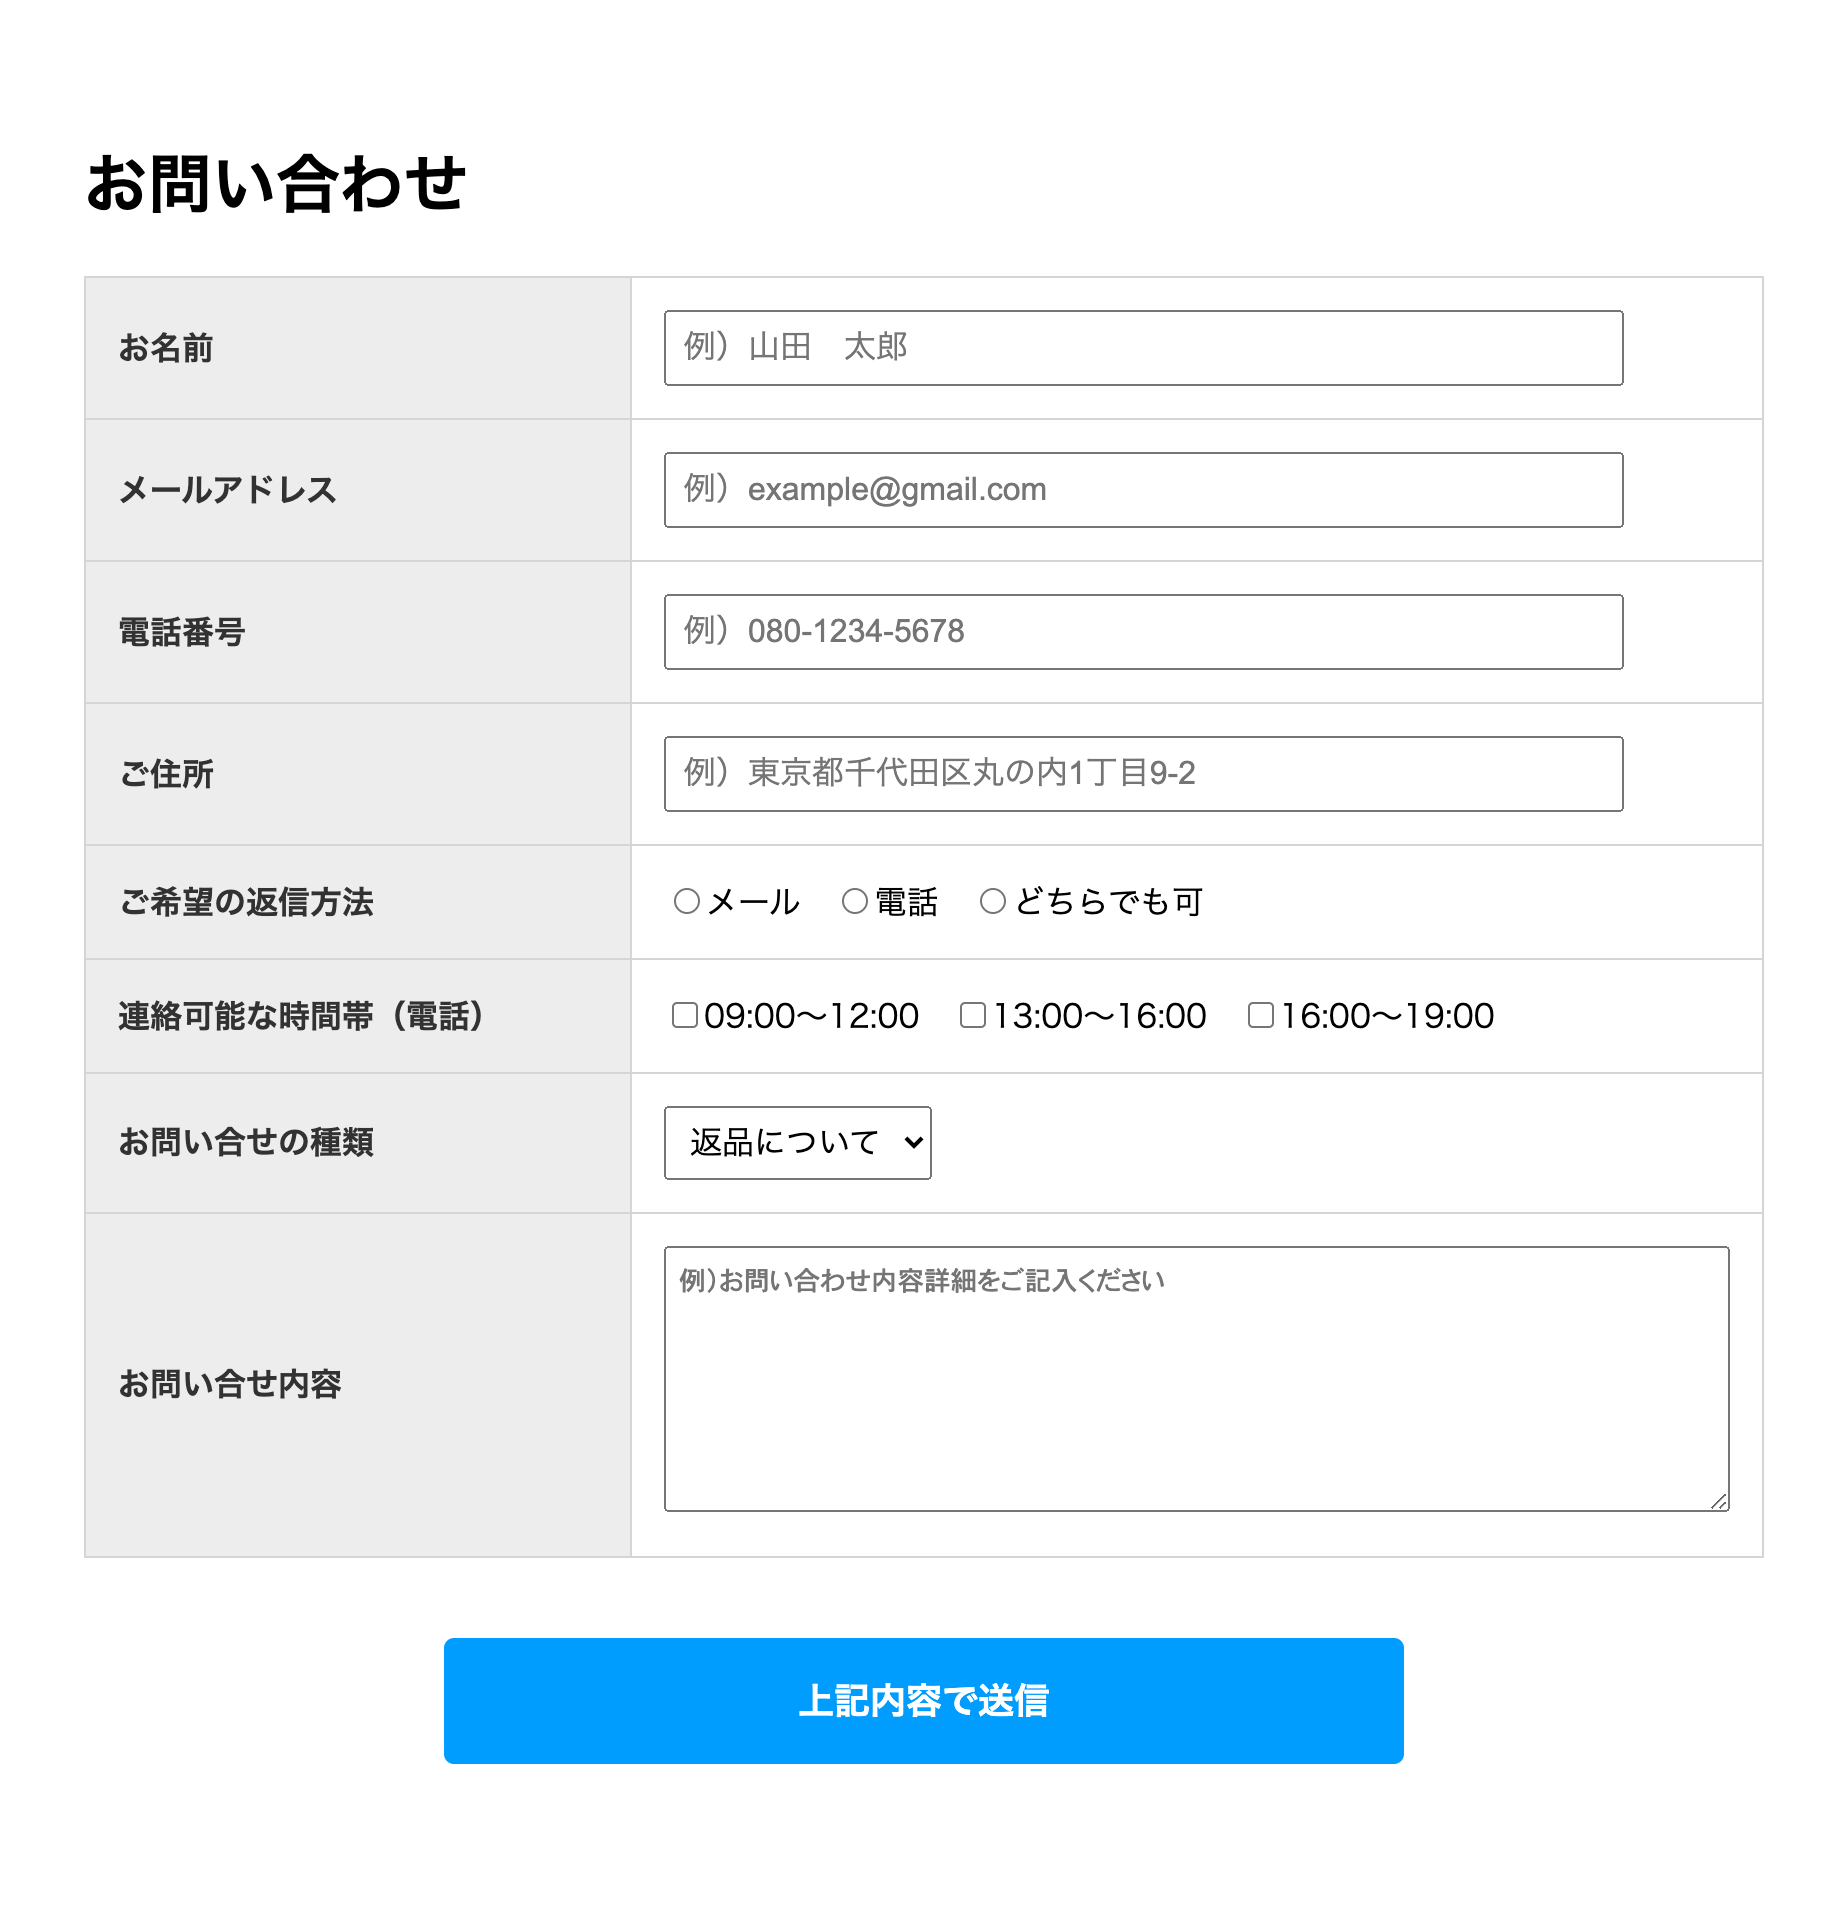 お問い合わせ
お名前
例）山田　太郎
メールアドレス
例）example@gmail.com
電話番号
例）080-1234-5678
ご住所
例）東京都千代田区丸の内1丁目9-2
ご希望の返信方法
メール 電話 どちらでも可
連絡可能な時間帯（電話）
09:00〜12:00 13:00〜16:00 16:00〜19:00
お問い合せの種類
返品について
お問い合せ内容
例）お問い合わせ内容詳細をご記入ください
上記内容で送信